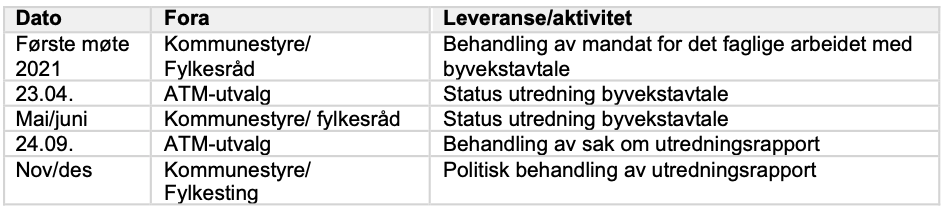 Dato Fora Leveranse/aktivitet
Første møte Kommunestyre/ Behandling av mandat for det faglige arbeidet med
2021 Fylkesråd byvekstavtale
23.04. ATM-utvalg Status utredning byvekstavtale
Mai/juni Kommunestyre/ fylkesråd Status utredning byvekstavtale
24.09. ATM-utvalg Behandling av sak om utredningsrapport
Nov/des Kommunestyre/ Politisk behandling av utredningsrapport
Fylkesting